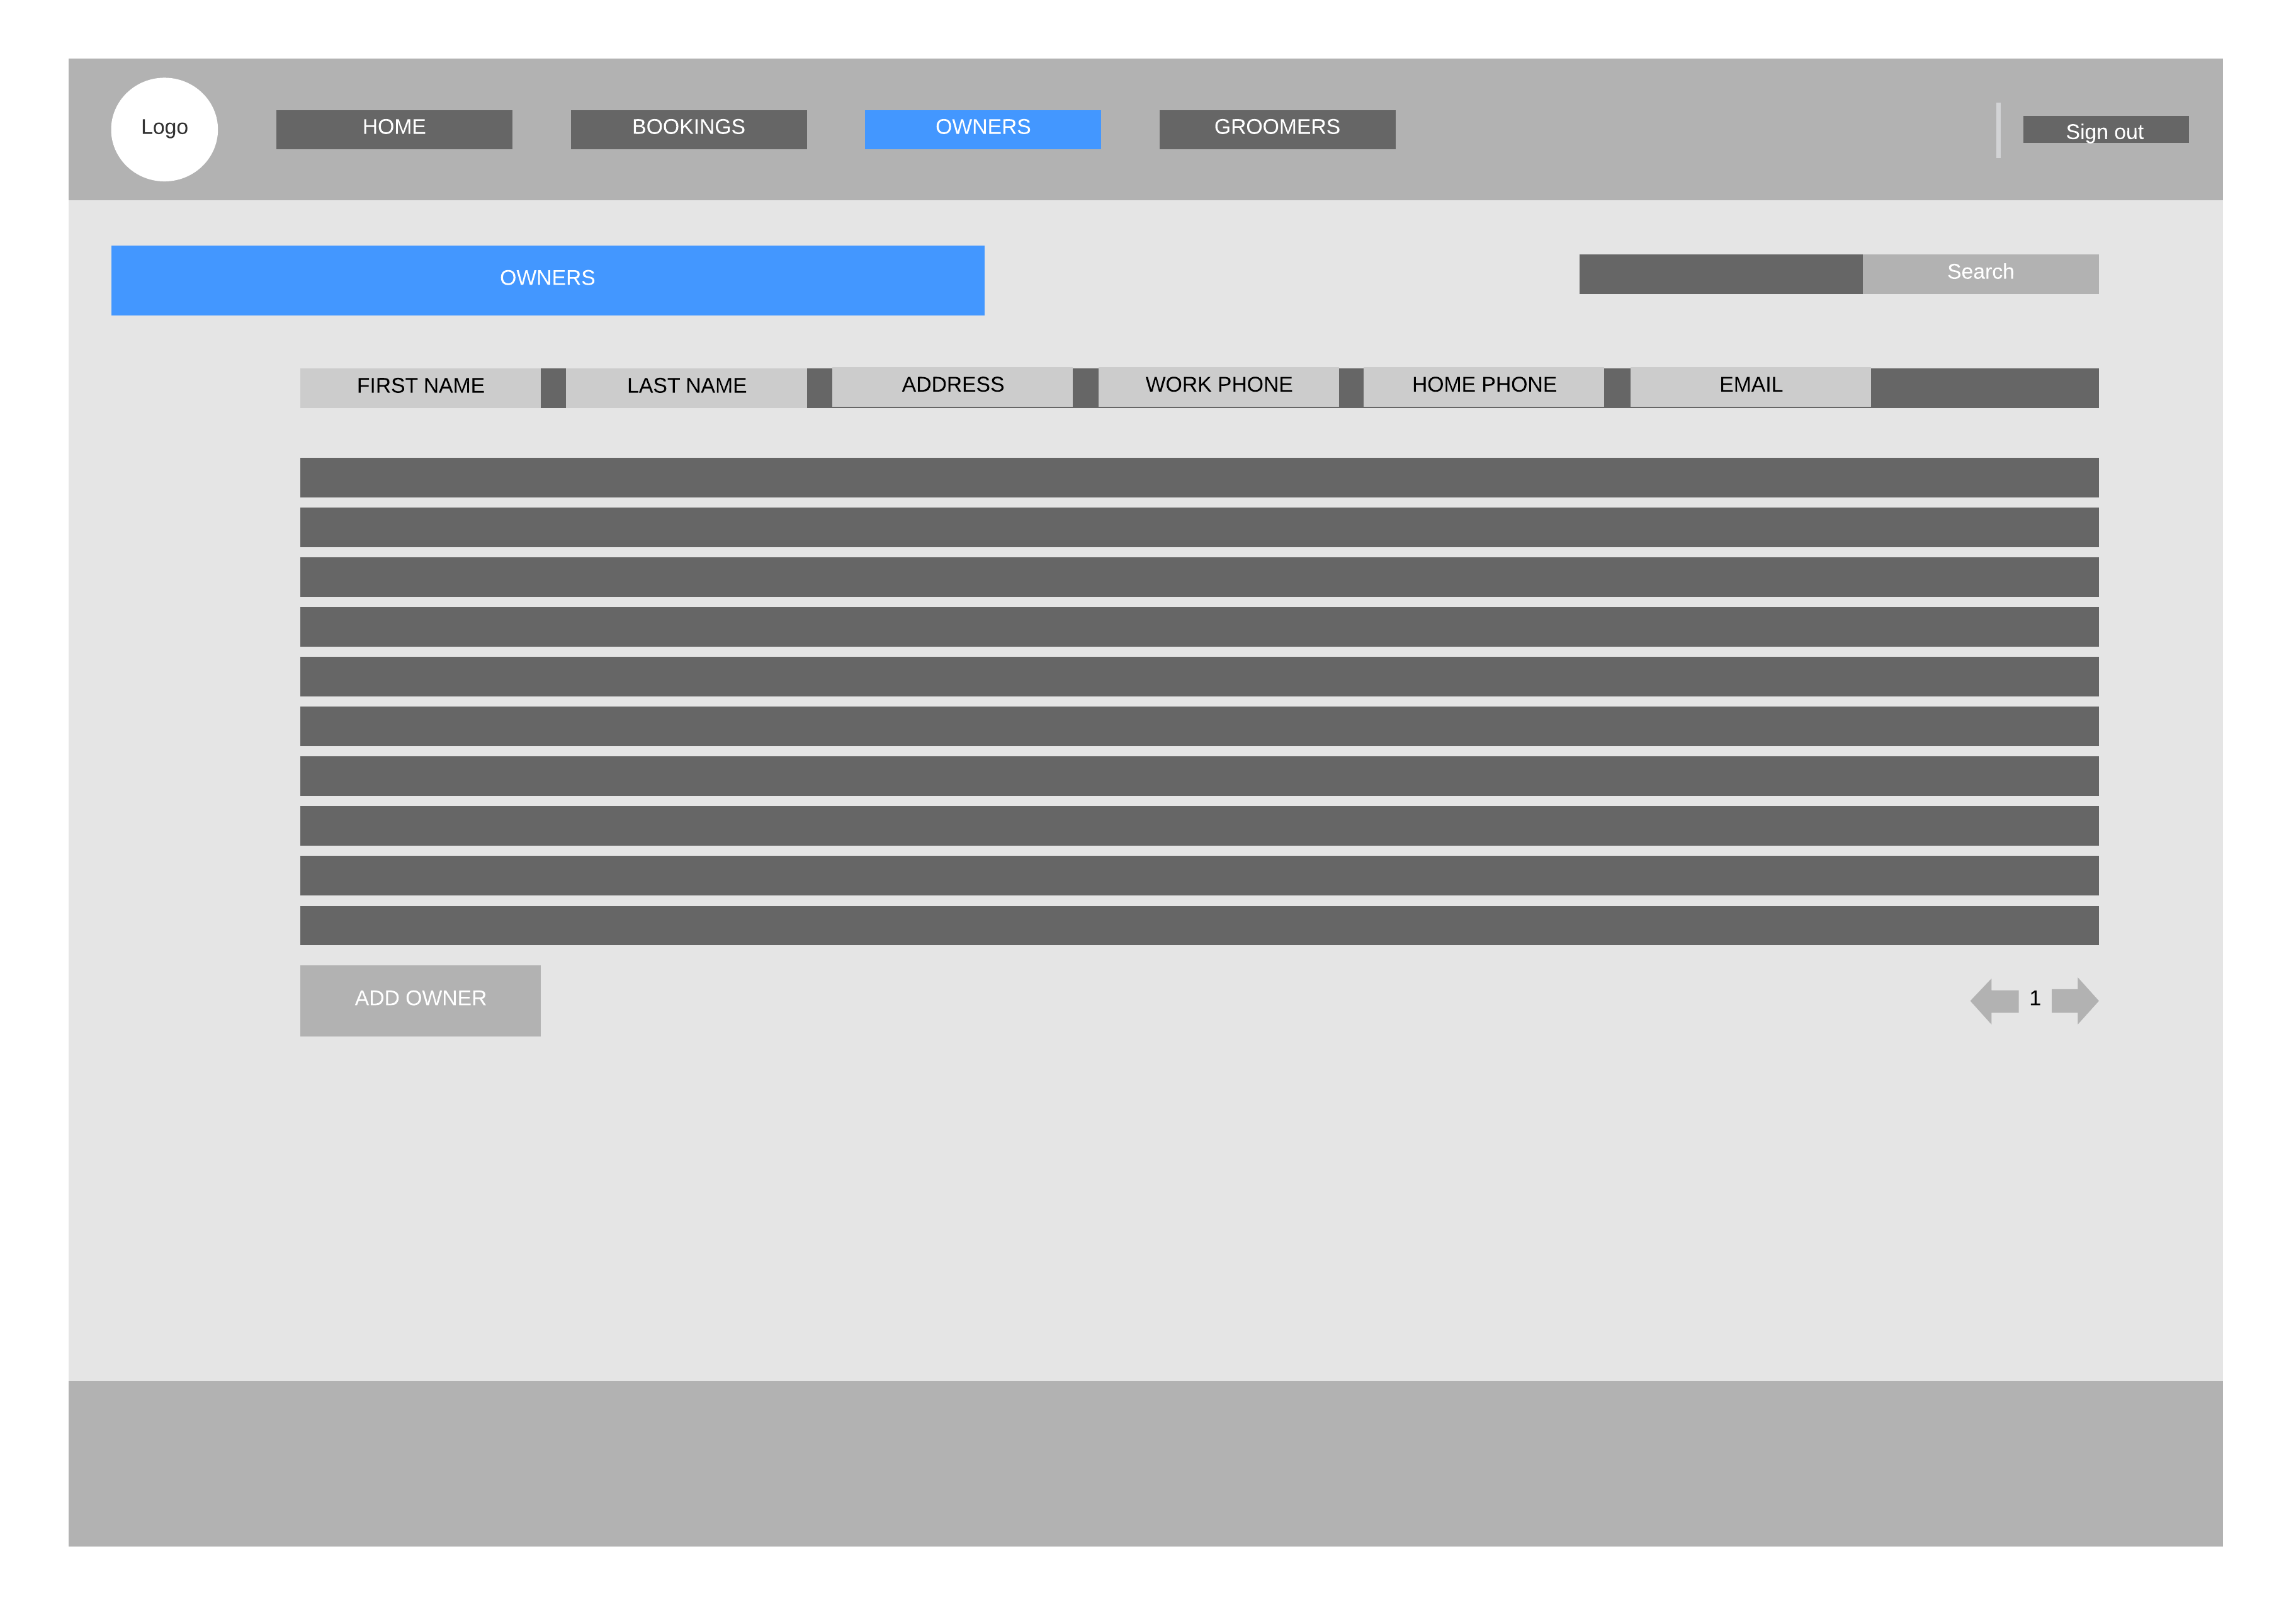 Logo
HOME
BOOKINGS
OWNERS
GROOMERS
Sign out
OWNERS
Search
FIRST NAME
LAST NAME
ADDRESS
WORK PHONE
HOME PHONE
EMAIL
ADD OWNER
1